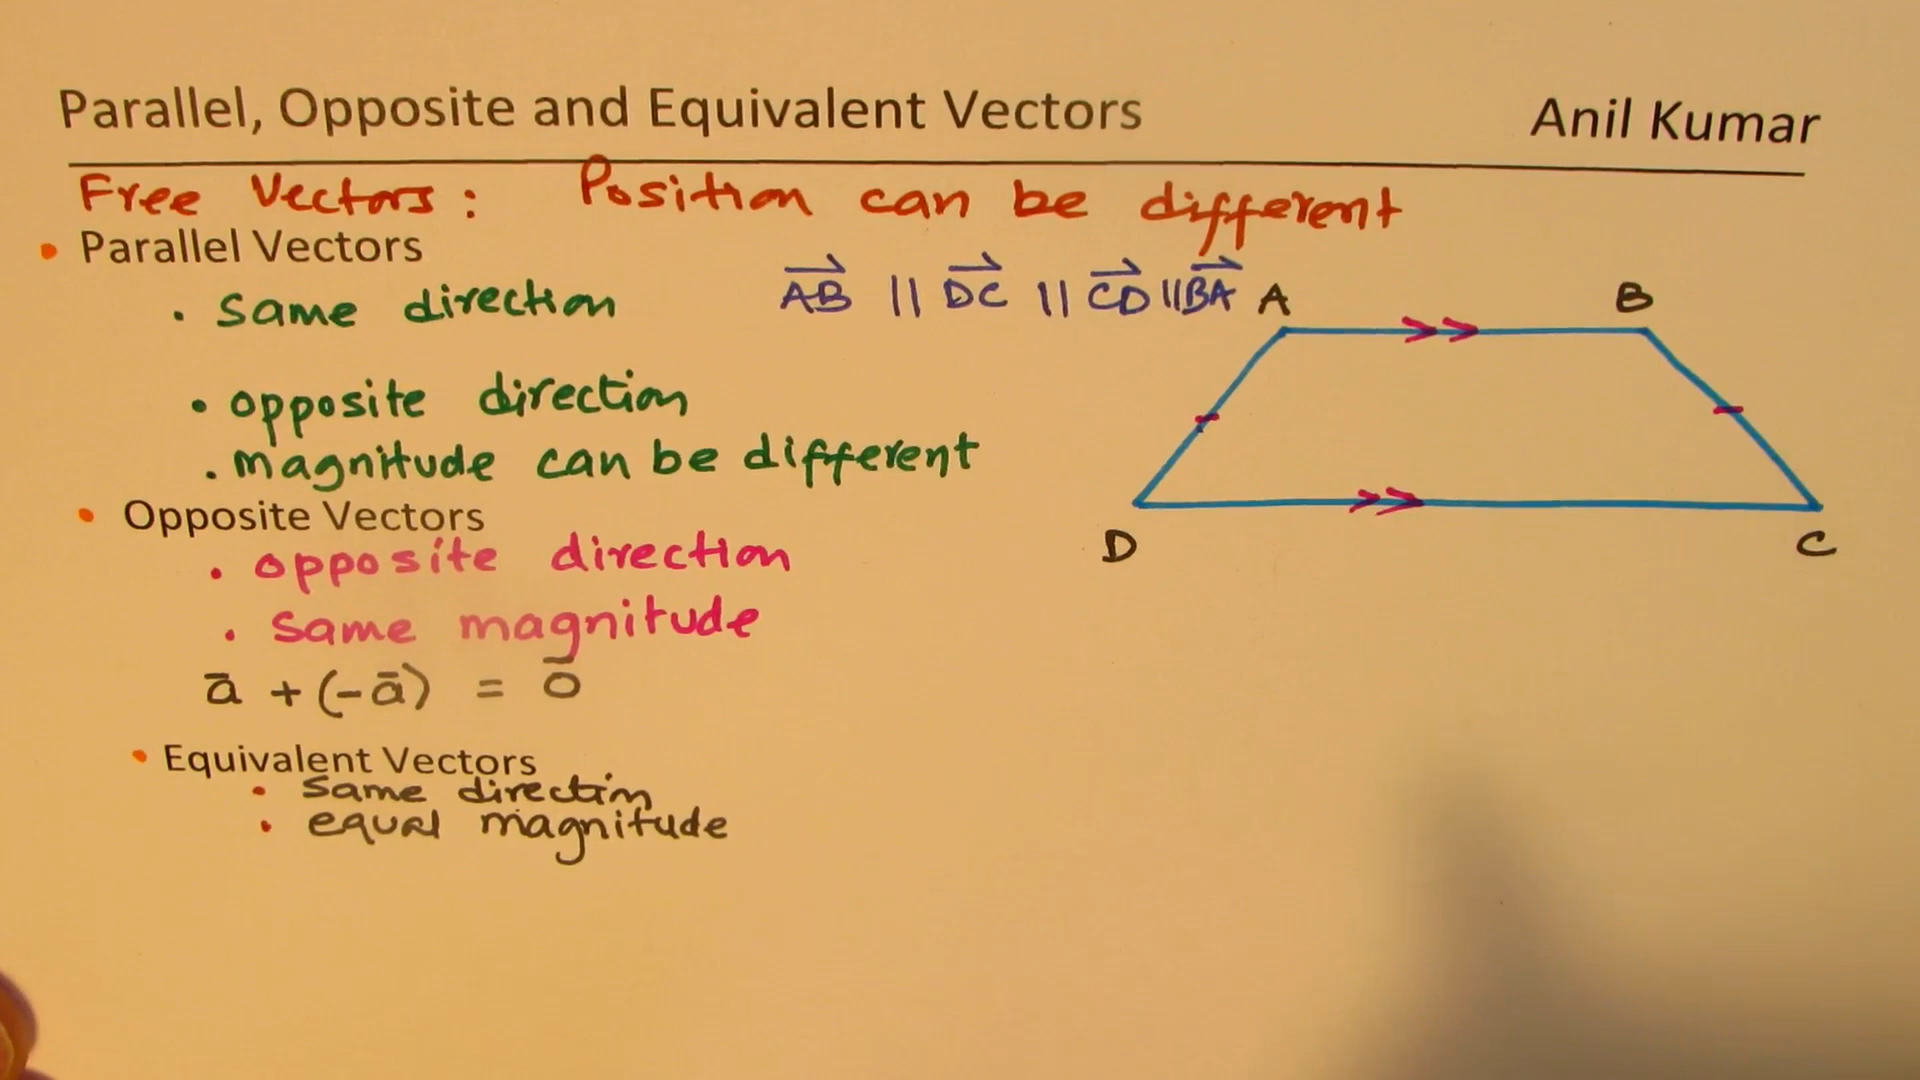 Parallel, Opposite and Equivalent Vectors
Anil Kumar
Free Vectors: Position can be different
• Parallel Vectors
• same direction
AB || DC || CD || BA
A
B
• opposite direction
• magnitude can be different
D
C
• Opposite Vectors
• opposite direction
• same magnitude
ā + (-ā) = ō
• Equivalent Vectors
• same direction
• equal magnitude